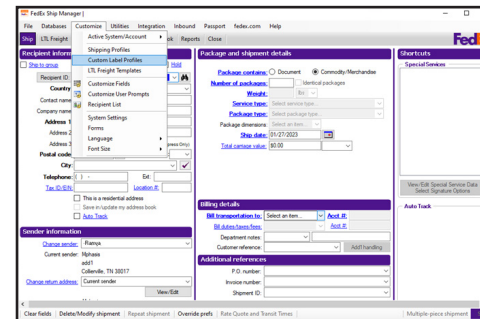 FedEx Ship Manager |
File Databases Customize Utilities Integration Inbound Passport fedex.com Help
Ship LTL Freight
Reports Close
Fed
Active System/Account
Shipping Profiles
Custom Label Profiles
LTL Freight Templates
Customize Fields
Customize User Prompts
Recipient List
System Settings
Forms
Language
Font Size
Recipient inform
Ship to group
Hold
Recipient ID:
Country
Contact name
Company name
Address 1
Address 2
Address 3
Postal code
City
Telephone: ( ) - Ext:
Tax ID/EIN: Location #:
This is a residential address
Save in/update my address book
Auto Track
Sender information
Change sender: Ramya
Current sender: Mphasis
add1
Collierville, TN 38017
Change return address: Current sender
View/Edit
Package and shipment details
Package contains: Document Commodity/Merchandise
Number of packages: Identical packages
Weight: lbs
Service type: Select service type...
Package type: Select package type...
Package dimensions: Select an item...
Ship date: 01/27/2023
Total carriage value: $0.00
Billing details
Bill transportation to: Select an item... Acct #:
Bill duties/taxes/fees: Acct #:
Department notes:
Customer reference: Add'l handling
Additional references
P.O. number:
Invoice number:
Shipment ID:
Shortcuts
Special Services
View/Edit Special Service Data
Select Signature Options
Auto Track
Clear fields Delete/Modify shipment Repeat shipment Override prefs Rate Quote and Transit Times Multiple-piece shipment